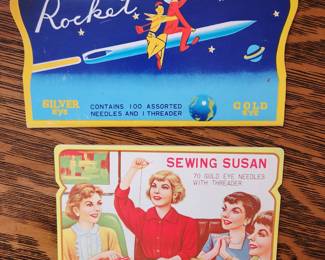 Rocket
SILVER
EYE
CONTAINS 100 ASSORTED
NEEDLES AND 1 THREADER
GOLD
EYE
SEWING SUSAN
70 GOLD EYE NEEDLES
WITH THREADER